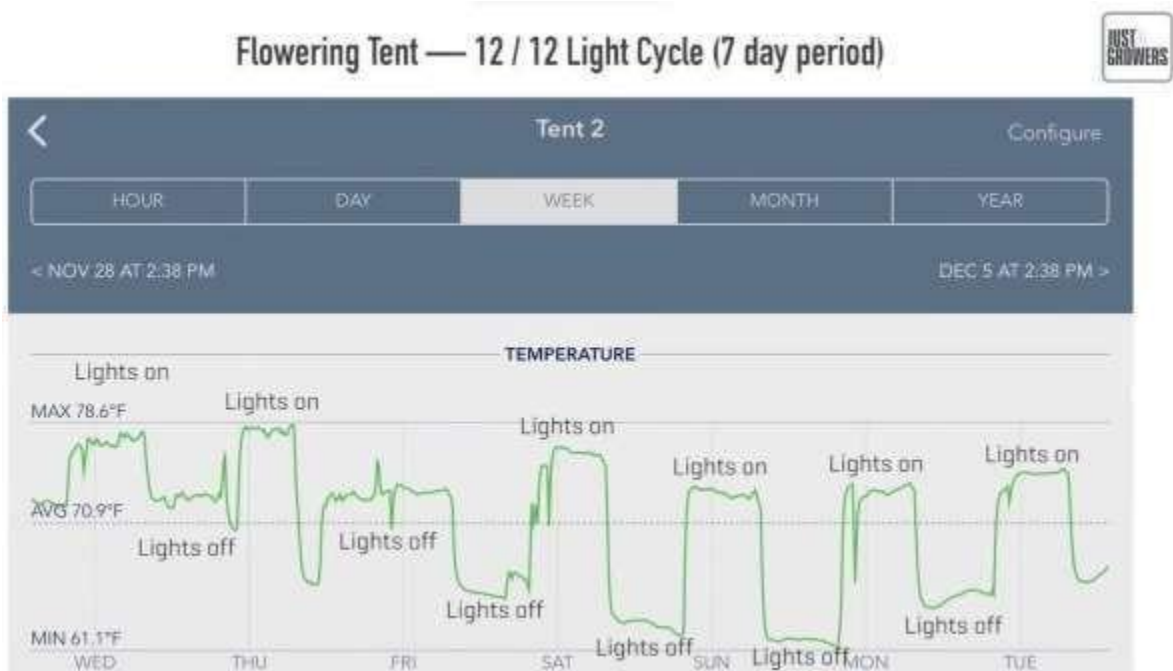 Flowering Tent — 12 / 12 Light Cycle (7 day period)
JUST
GROWERS
Tent 2
Configure
HOUR
DAY
WEEK
MONTH
YEAR
< NOV 28 AT 2:38 PM
DEC 5 AT 2:38 PM >
TEMPERATURE
Lights on
MAX 78.6°F
Lights on
Lights on
Lights on
Lights on
Lights on
AVG 70.9°F
Lights off
Lights off
Lights off
Lights off
Lights off
Lights off
MIN 61.1°F
WED
THU
FRI
SAT
SUN
MON
TUE